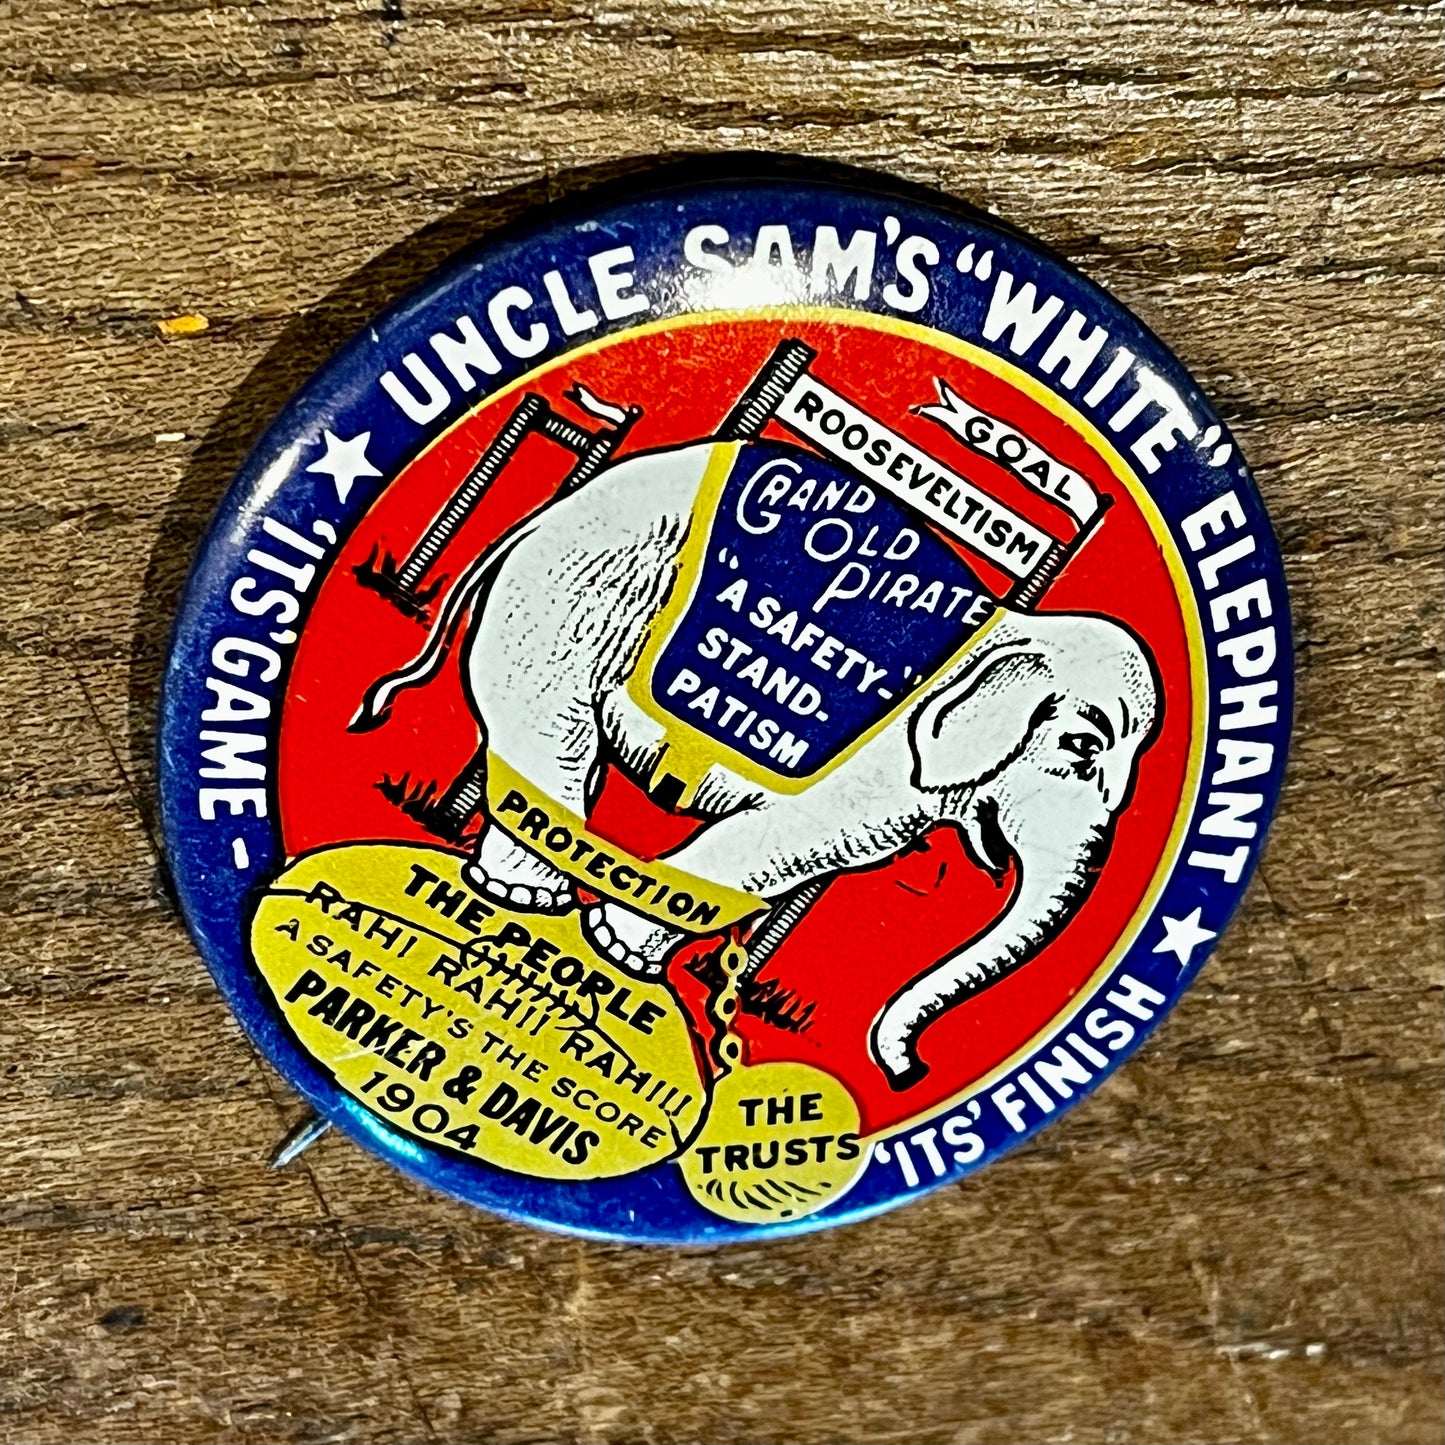 UNCLE SAM'S "WHITE" ELEPHANT
'ITS' GAME -
'ITS' FINISH
GOAL
ROOSEVELTISM
GRAND
OLD
PIRATE
"A SAFETY-"
STAND-
PATISM
PROTECTION
THE PEOPLE
RAH! RAH!! RAH!!!
A SAFETY'S THE SCORE
PARKER & DAVIS
1904
THE
TRUSTS